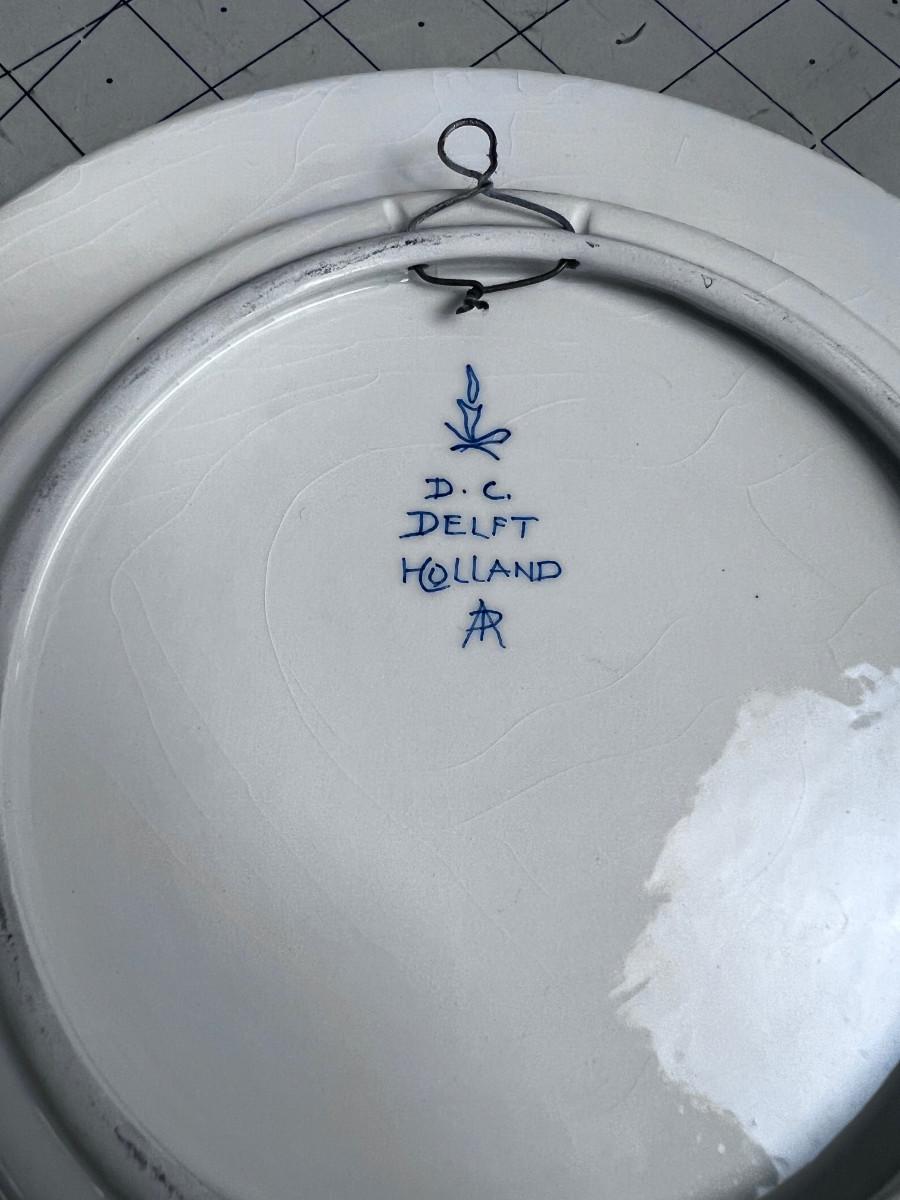 D. C.
DELFT
HOLLAND
AR